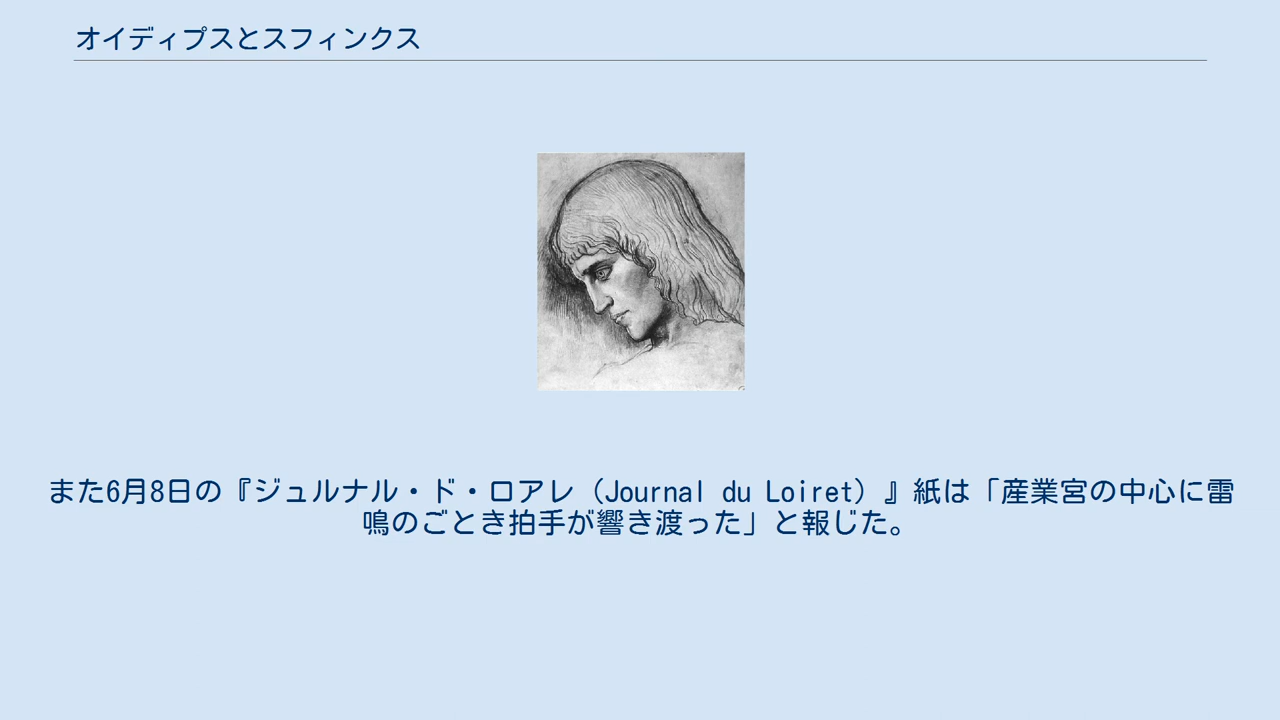 オイディプスとスフィンクス
また6月8日の『ジュルナル・ド・ロアレ（Journal du Loiret）』紙は「産業宮の中心に雷
鳴のごとき拍手が響き渡った」と報じた。